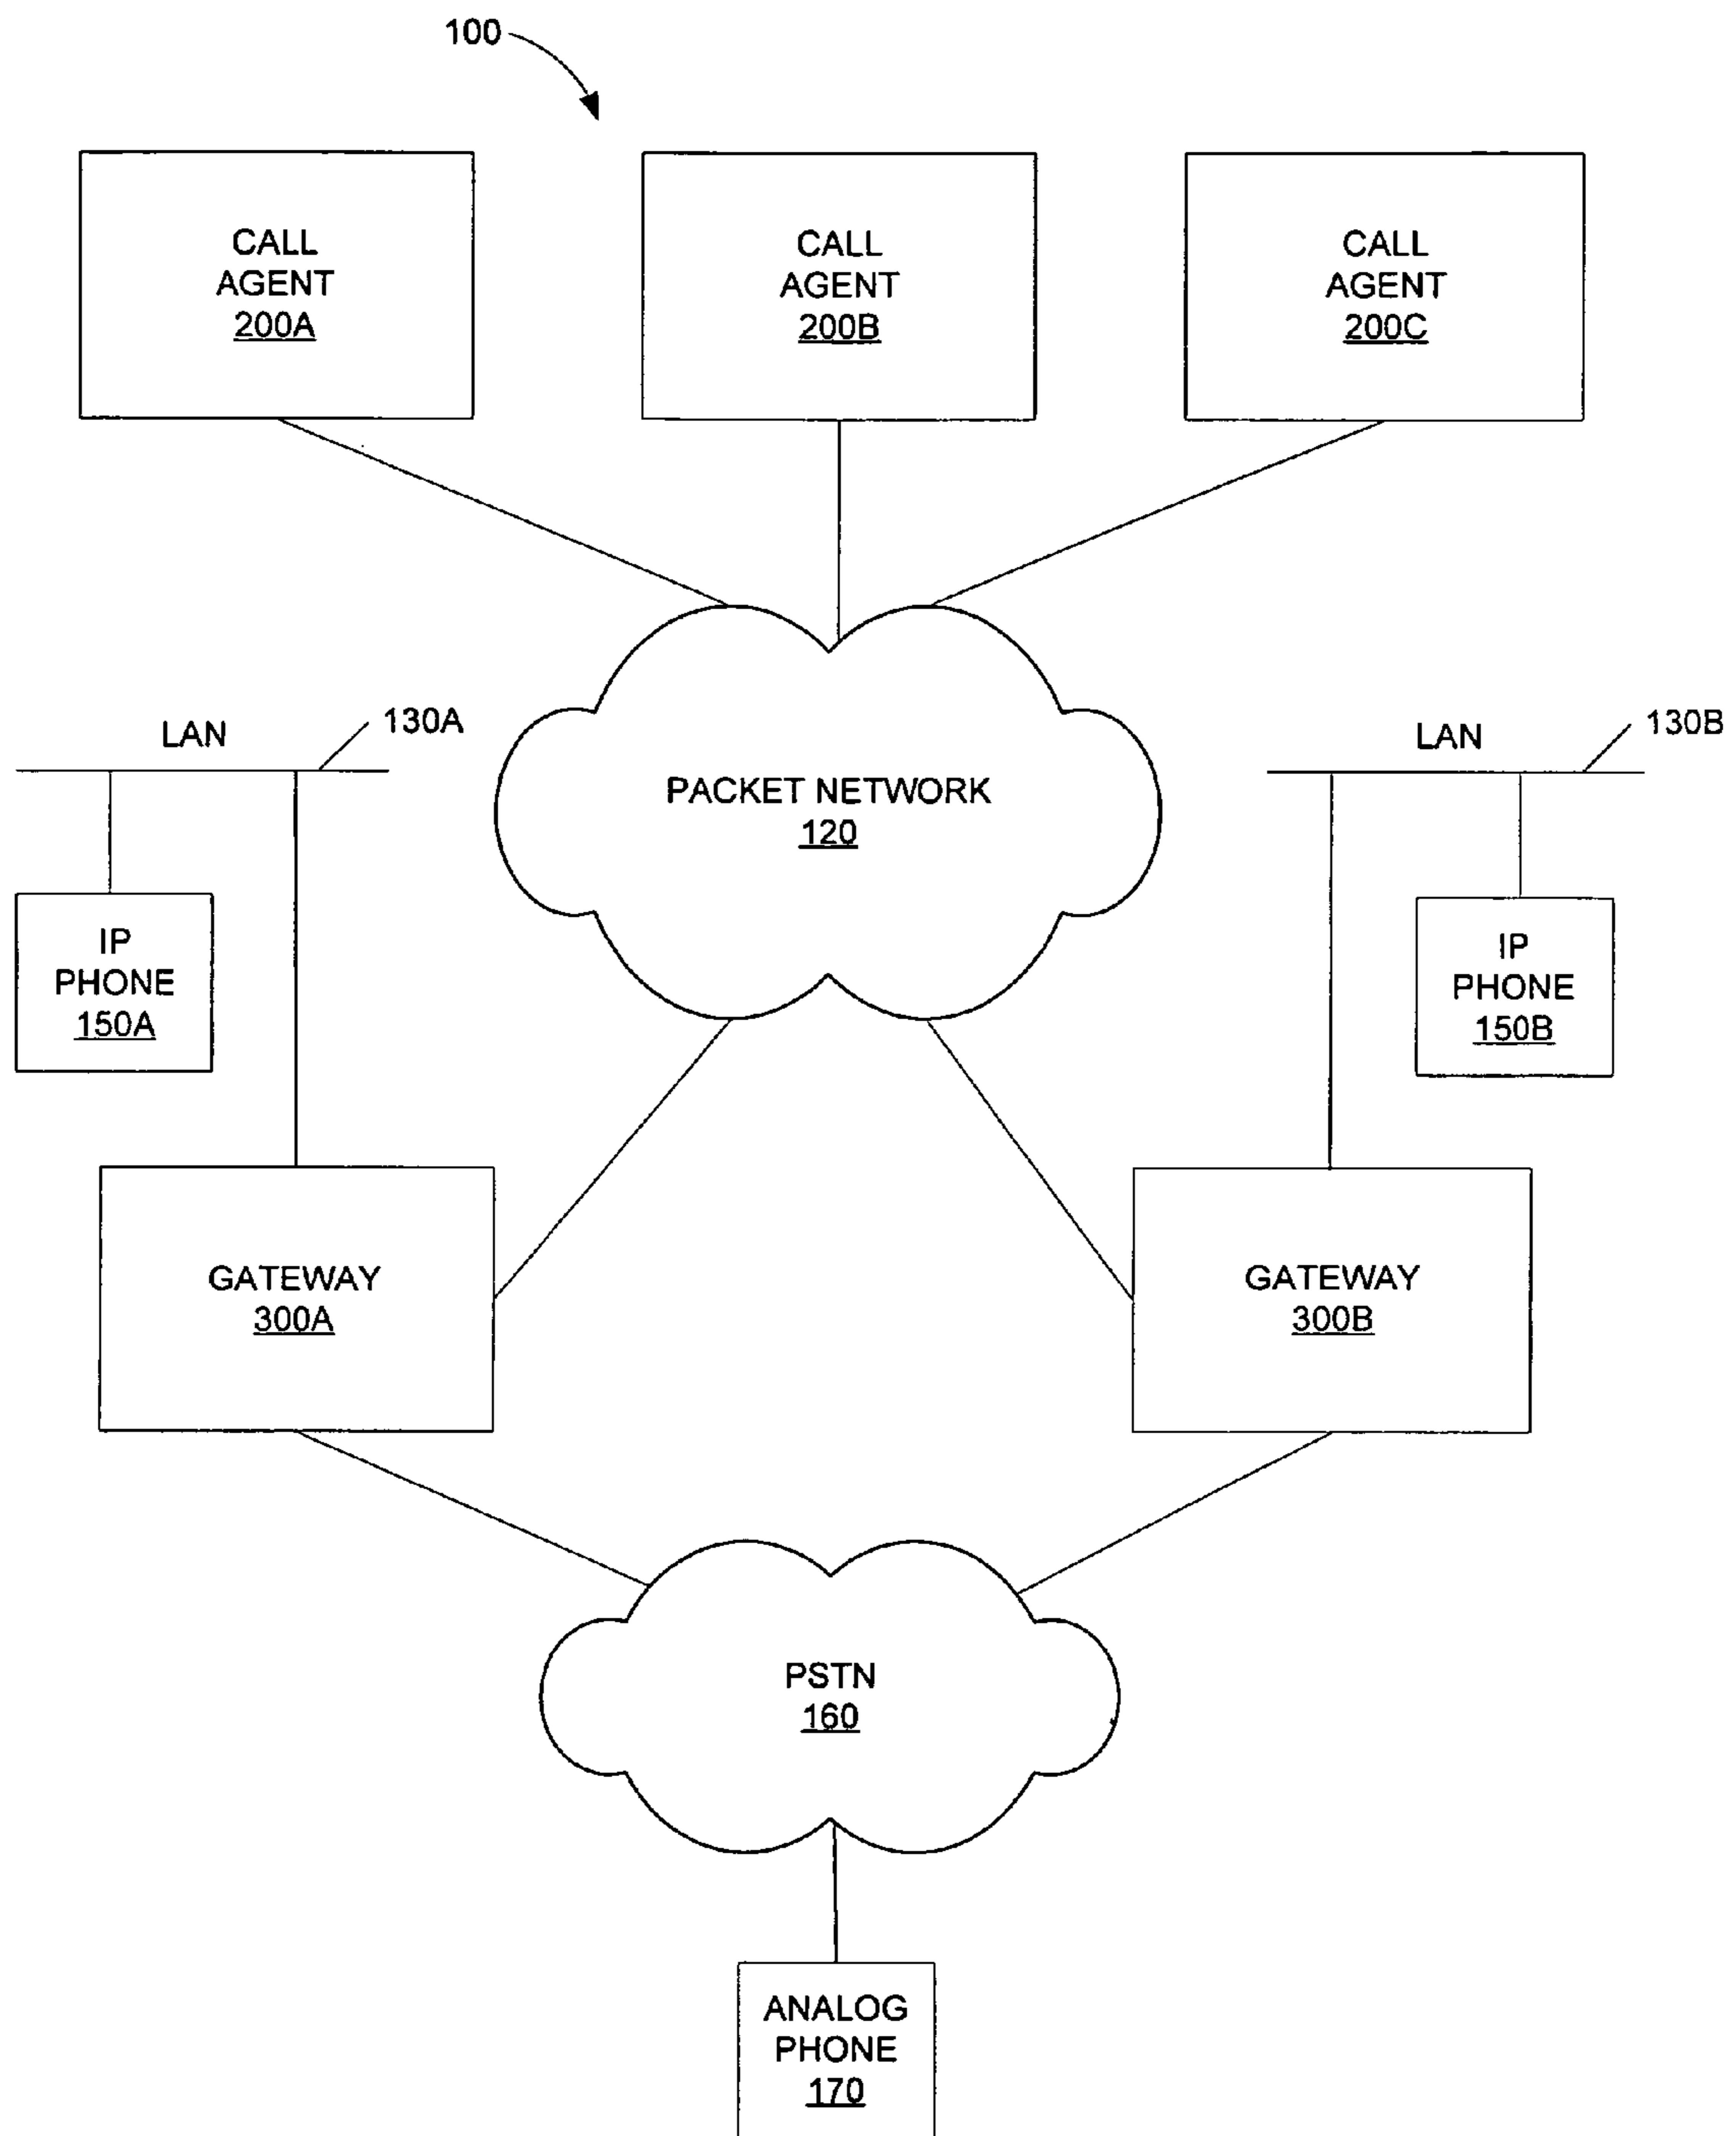 100
CALL
AGENT
200A
CALL
AGENT
200B
CALL
AGENT
200C
LAN
130A
LAN
130B
PACKET NETWORK
120
IP
PHONE
150A
IP
PHONE
150B
GATEWAY
300A
GATEWAY
300B
PSTN
160
ANALOG
PHONE
170